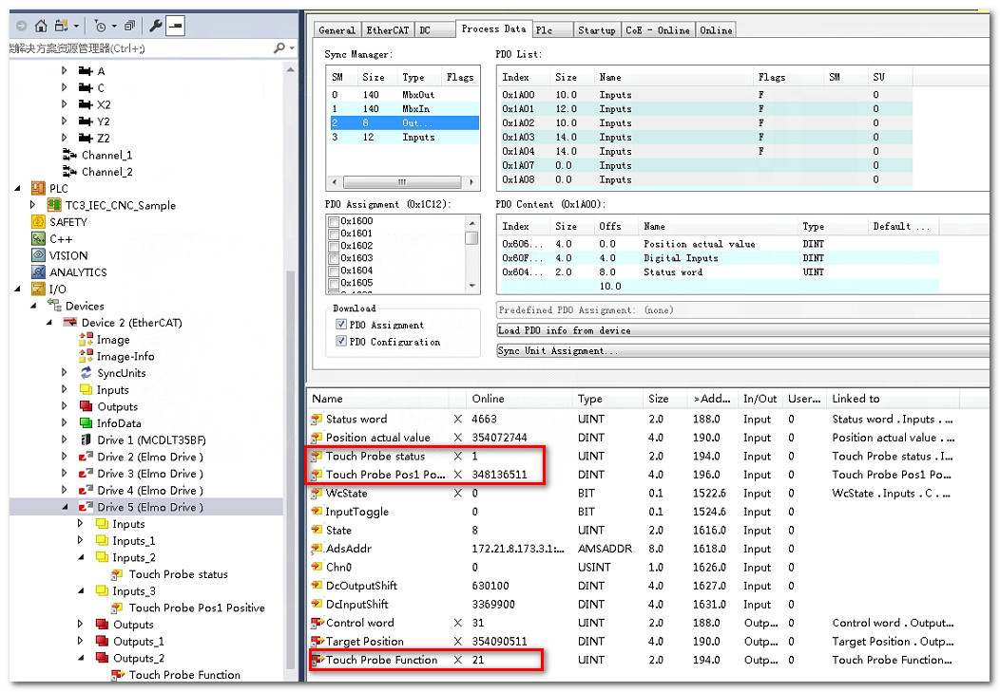 解决方案资源管理器(Ctrl+;)
A
C
X2
Y2
Z2
Channel_1
Channel_2
PLC
TC3_IEC_CNC_Sample
SAFETY
C++
VISION
ANALYTICS
I/O
Devices
Device 2 (EtherCAT)
Image
Image-Info
SyncUnits
Inputs
Outputs
InfoData
Drive 1 (MCDLT35BF)
Drive 2 (Elmo Drive )
Drive 3 (Elmo Drive )
Drive 4 (Elmo Drive )
Drive 5 (Elmo Drive )
Inputs
Inputs_1
Inputs_2
Touch Probe status
Inputs_3
Touch Probe Pos1 Positive
Outputs
Outputs_1
Outputs_2
Touch Probe Function
General EtherCAT DC Process Data Plc Startup CoE - Online Online
Sync Manager:
SM Size Type Flags
0 140 MbxOut
1 140 MbxIn
2 8 Out...
3 12 Inputs
PDO List:
Index Size Name Flags SM SU
0x1A00 10.0 Inputs F 0
0x1A01 12.0 Inputs F 0
0x1A02 10.0 Inputs F 0
0x1A03 14.0 Inputs F 0
0x1A04 14.0 Inputs F 0
0x1A07 0.0 Inputs 0
0x1A08 0.0 Inputs 0
PDO Assignment (0x1C12):
0x1600
0x1601
0x1602
0x1603
0x1604
0x1605
PDO Content (0x1A00):
Index Size Offs Name Type Default ...
0x606... 4.0 0.0 Position actual value DINT
0x60F... 4.0 4.0 Digital Inputs DINT
0x604... 2.0 8.0 Status word UINT
10.0
Download
PDO Assignment
PDO Configuration
Predefined PDO Assignment: (none)
Load PDO info from device
Sync Unit Assignment...
Name Online Type Size >Add... In/Out User... Linked to
Status word X 4663 UINT 2.0 188.0 Input 0 Status word . Inputs . ...
Position actual value X 354072744 DINT 4.0 190.0 Input 0 Position actual value . ...
Touch Probe status X 1 UINT 2.0 194.0 Input 0 Touch Probe status . I...
Touch Probe Pos1 Po... X 348136511 DINT 4.0 196.0 Input 0 Touch Probe Pos1 Po...
WcState X 0 BIT 0.1 1522.6 Input 0 WcState . Inputs . C . ...
InputToggle 0 BIT 0.1 1524.6 Input 0
State 8 UINT 2.0 1616.0 Input 0
AdsAddr 172.21.8.173.3.1:... AMSADDR 8.0 1618.0 Input 0
Chn0 0 USINT 1.0 1626.0 Input 0
DcOutputShift 630100 DINT 4.0 1627.0 Input 0
DcInputShift 3369900 DINT 4.0 1631.0 Input 0
Control word X 31 UINT 2.0 188.0 Outp... 0 Control word . Output...
Target Position X 354090511 DINT 4.0 190.0 Outp... 0 Target Position . Outp...
Touch Probe Function X 21 UINT 2.0 194.0 Outp... 0 Touch Probe Function...